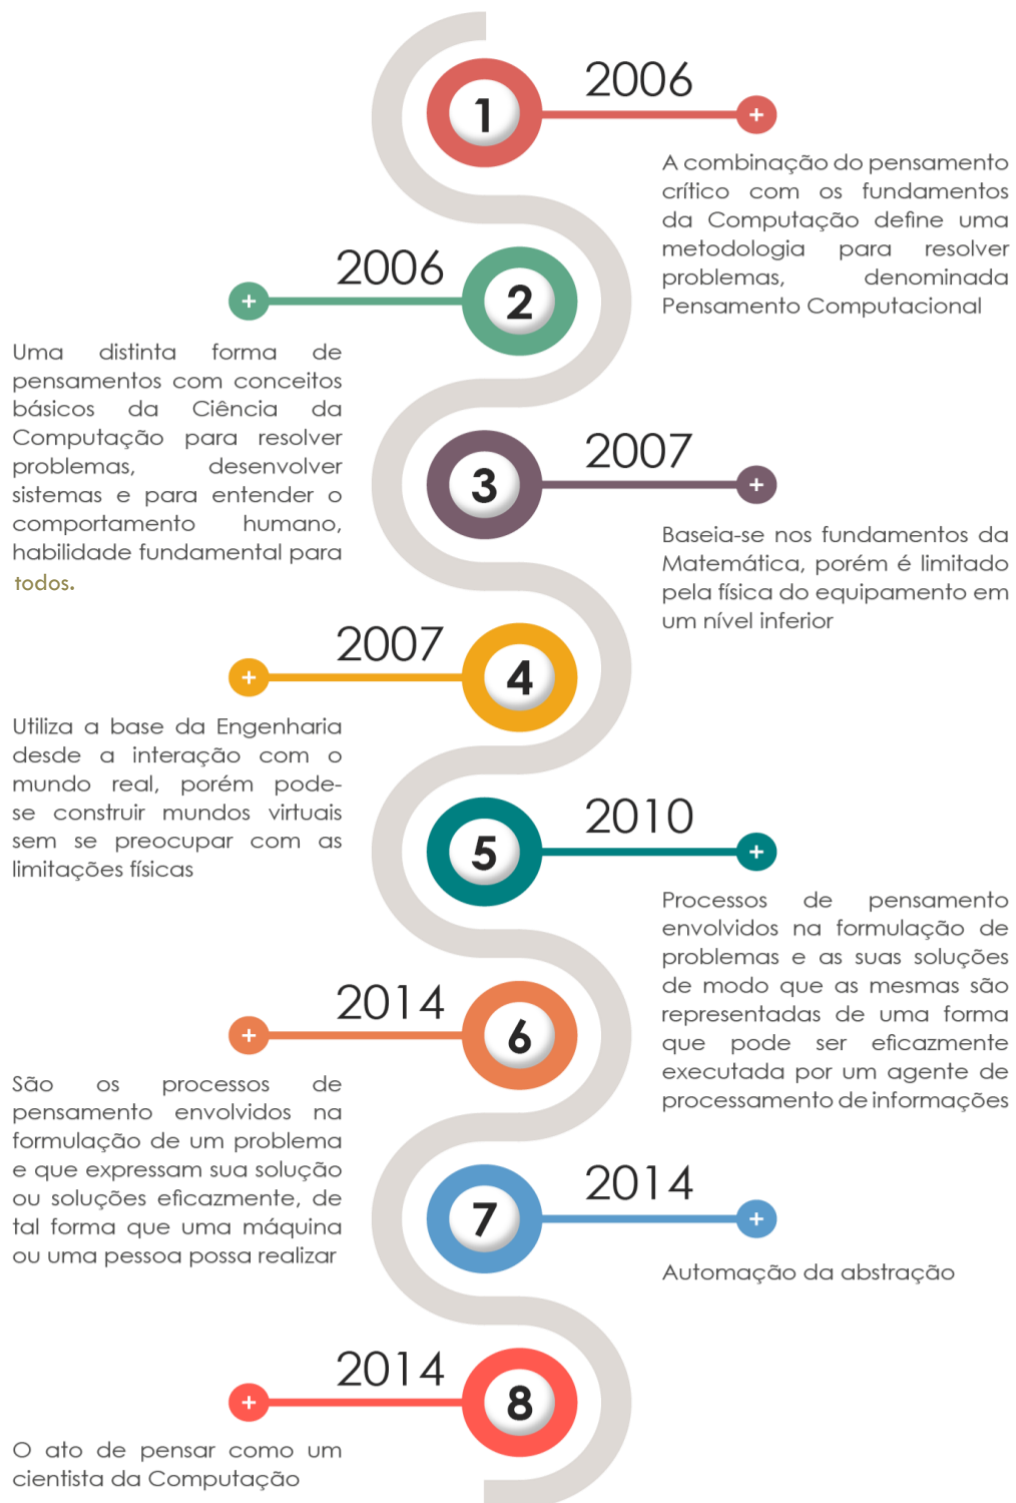 1
2006
+
A combinação do pensamento
crítico com os fundamentos
da Computação define uma
metodologia para resolver
problemas, denominada
Pensamento Computacional
2006
2
+
Uma distinta forma de
pensamentos com conceitos
básicos da Ciência da
Computação para resolver
problemas, desenvolver
sistemas e para entender o
comportamento humano,
habilidade fundamental para
todos.
3
2007
+
Baseia-se nos fundamentos da
Matemática, porém é limitado
pela física do equipamento em
um nível inferior
2007
4
+
Utiliza a base da Engenharia
desde a interação com o
mundo real, porém pode-
se construir mundos virtuais
sem se preocupar com as
limitações físicas
5
2010
+
Processos de pensamento
envolvidos na formulação de
problemas e as suas soluções
de modo que as mesmas são
representadas de uma forma
que pode ser eficazmente
executada por um agente de
processamento de informações
2014
6
+
São os processos de
pensamento envolvidos na
formulação de um problema
e que expressam sua solução
ou soluções eficazmente, de
tal forma que uma máquina
ou uma pessoa possa realizar
7
2014
+
Automação da abstração
2014
8
+
O ato de pensar como um
cientista da Computação